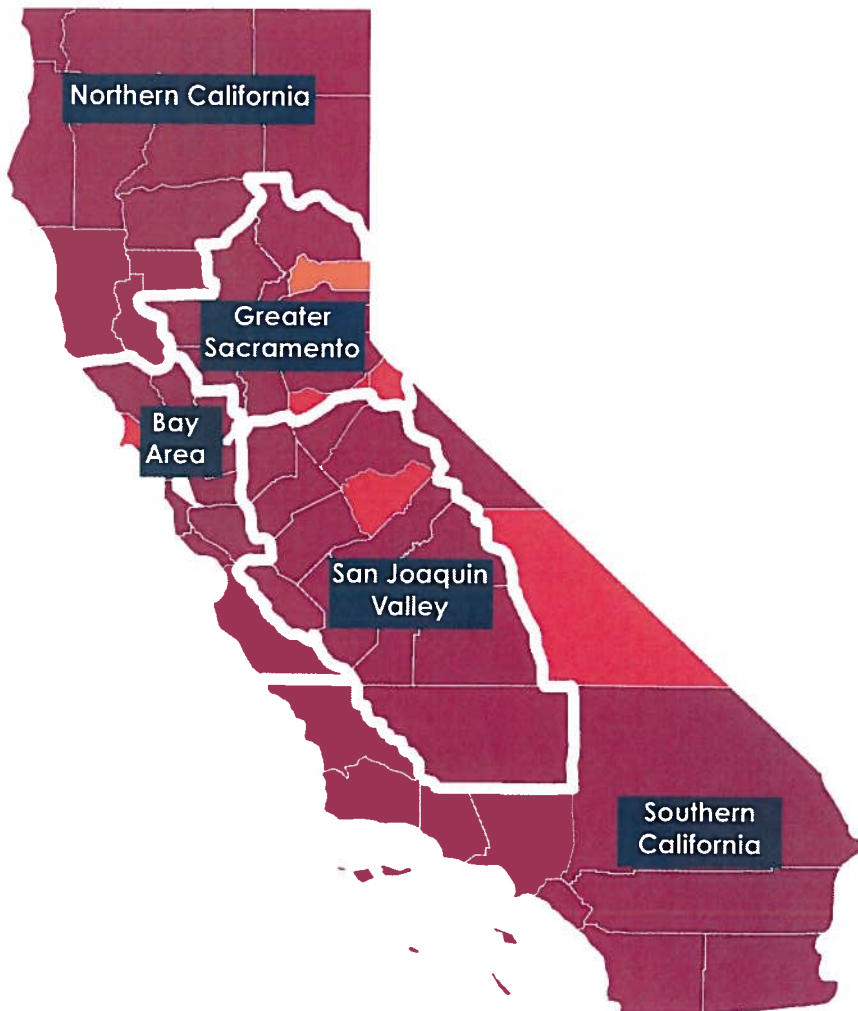 Northern California
Greater
Sacramento
Bay
Area
San Joaquin
Valley
Southern
California